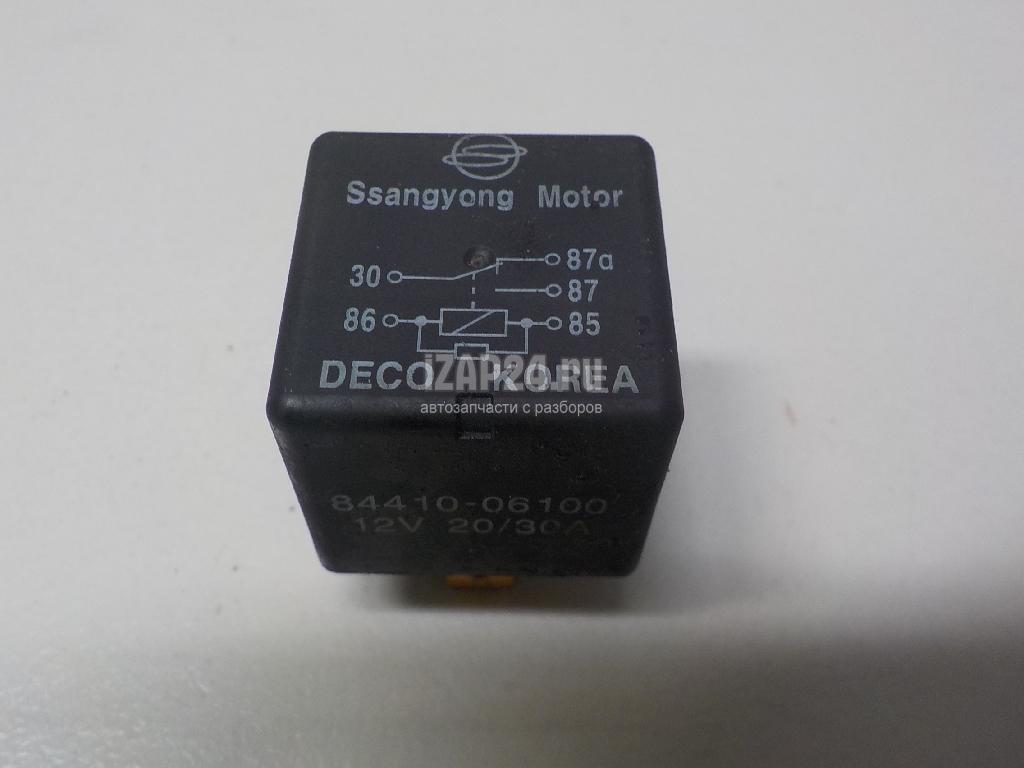 Ssangyong Motor
30
87a
87
86
85
DECO KOREA
iZAP24.ru
автозапчасти с разборов
84410-06100
12V 20/30A